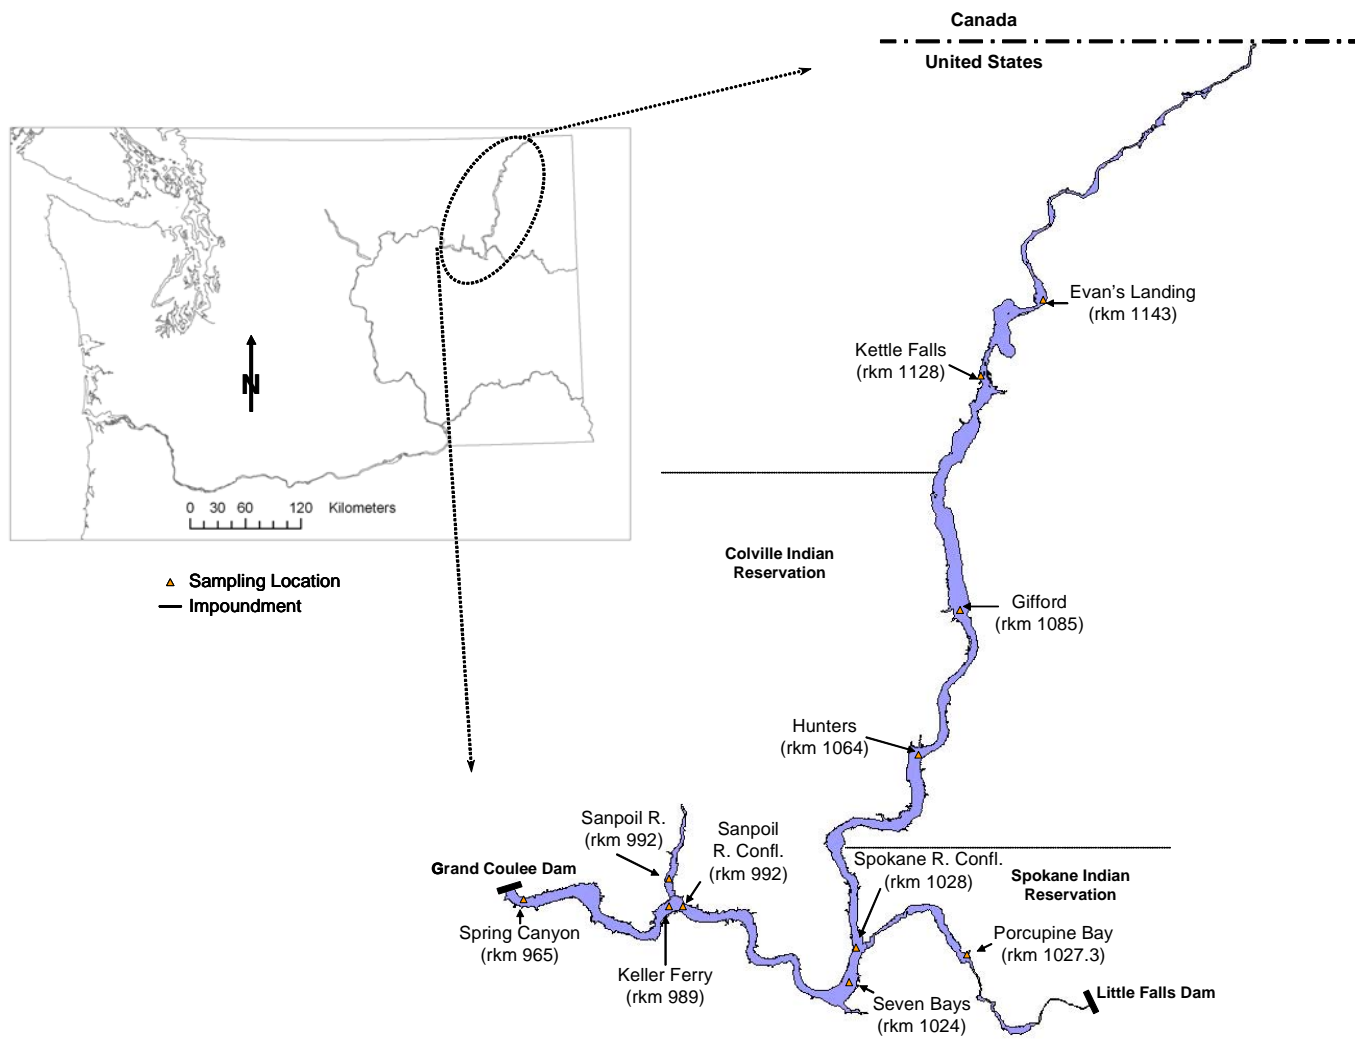 Canada
United States
Evan's Landing
(rkm 1143)
Kettle Falls
(rkm 1128)
N
0 30 60 120 Kilometers
Sampling Location
Impoundment
Colville Indian
Reservation
Gifford
(rkm 1085)
Hunters
(rkm 1064)
Sanpoil R.
(rkm 992)
Sanpoil
R. Confl.
(rkm 992)
Grand Coulee Dam
Spring Canyon
(rkm 965)
Keller Ferry
(rkm 989)
Spokane R. Confl.
(rkm 1028)
Spokane Indian
Reservation
Porcupine Bay
(rkm 1027.3)
Little Falls Dam
Seven Bays
(rkm 1024)